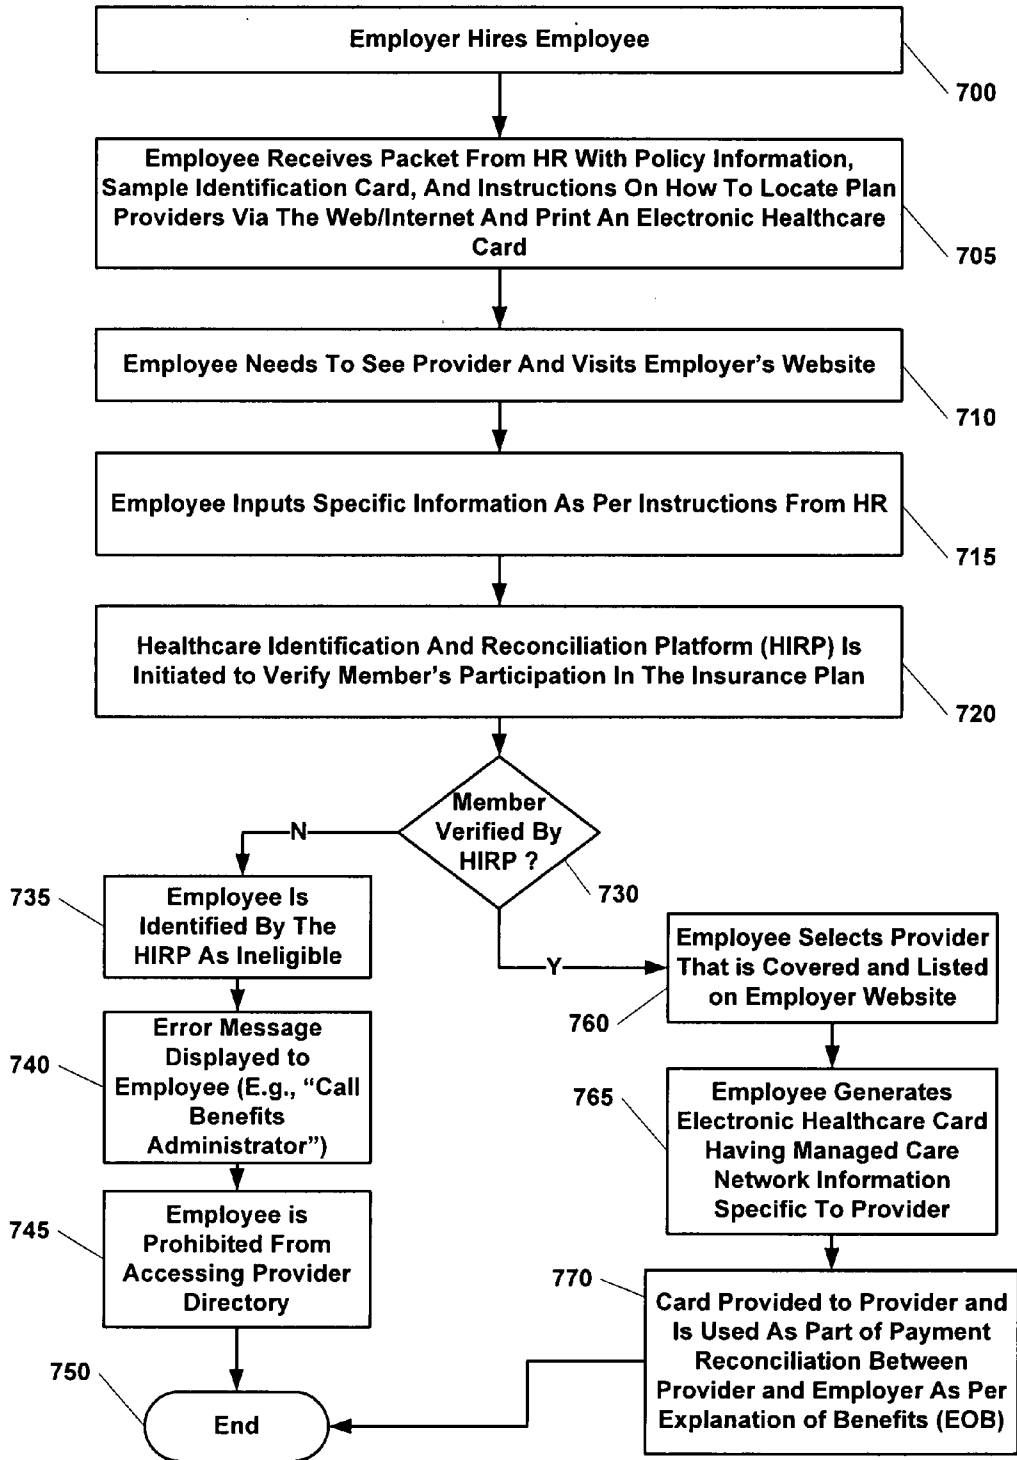 Employer Hires Employee
700
Employee Receives Packet From HR With Policy Information,
Sample Identification Card, And Instructions On How To Locate Plan
Providers Via The Web/Internet And Print An Electronic Healthcare
Card
705
Employee Needs To See Provider And Visits Employer's Website
710
Employee Inputs Specific Information As Per Instructions From HR
715
Healthcare Identification And Reconciliation Platform (HIRP) Is
Initiated to Verify Member's Participation In The Insurance Plan
720
Member
Verified By
HIRP ?
730
N
Y
735
Employee Is
Identified By The
HIRP As Ineligible
740
Error Message
Displayed to
Employee (E.g., “Call
Benefits
Administrator”)
745
Employee is
Prohibited From
Accessing Provider
Directory
750
End
Employee Selects Provider
That is Covered and Listed
on Employer Website
760
765
Employee Generates
Electronic Healthcare Card
Having Managed Care
Network Information
Specific To Provider
770
Card Provided to Provider and
Is Used As Part of Payment
Reconciliation Between
Provider and Employer As Per
Explanation of Benefits (EOB)